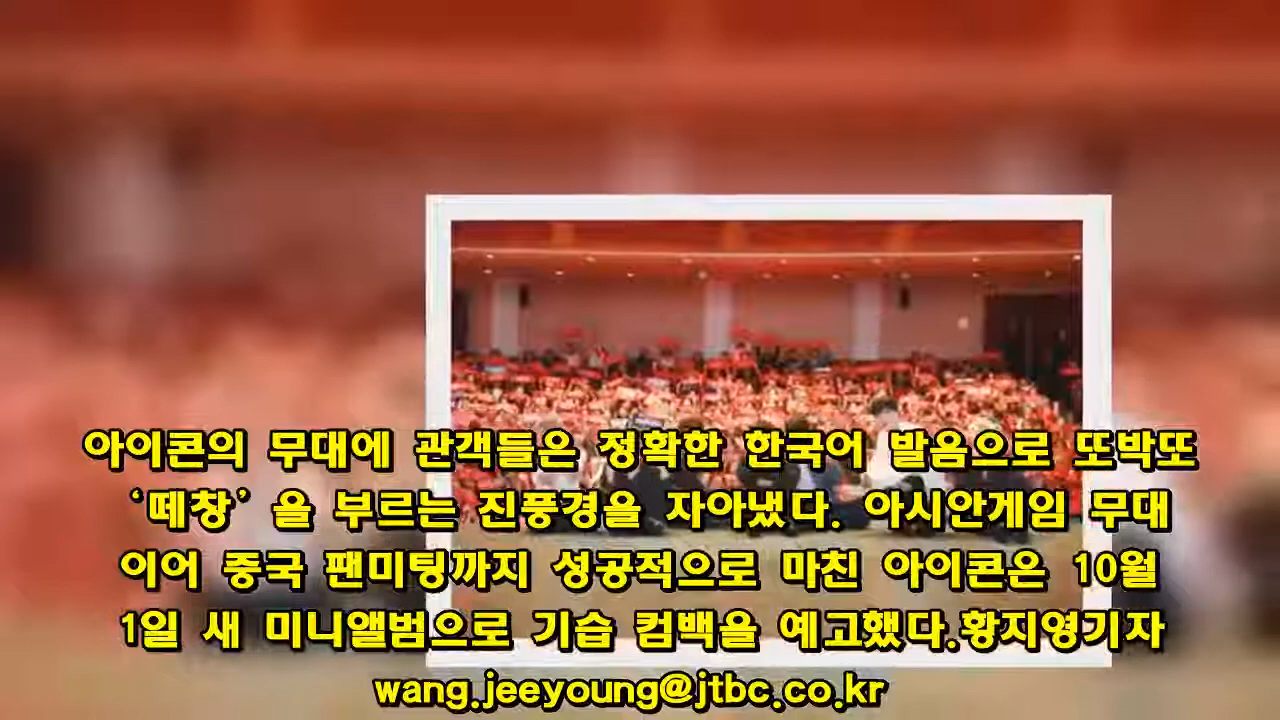 아이콘의 무대에 관객들은 정확한 한국어 발음으로 또박또
‘떼창’을 부르는 진풍경을 자아냈다. 아시안게임 무대
이어 중국 팬미팅까지 성공적으로 마친 아이콘은 10월
1일 새 미니앨범으로 기습 컴백을 예고했다.황지영기자
wang.jeeyoung@jtbc.co.kr